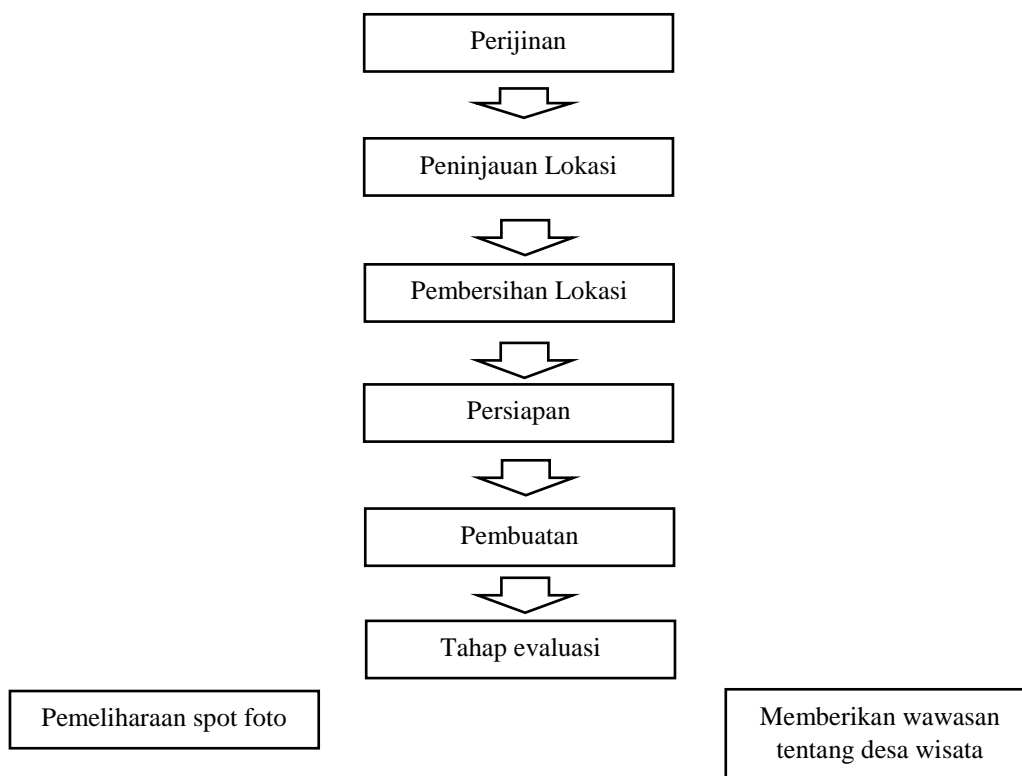 Perijinan
Peninjauan Lokasi
Pembersihan Lokasi
Persiapan
Pembuatan
Tahap evaluasi
Pemeliharaan spot foto
Memberikan wawasan
tentang desa wisata